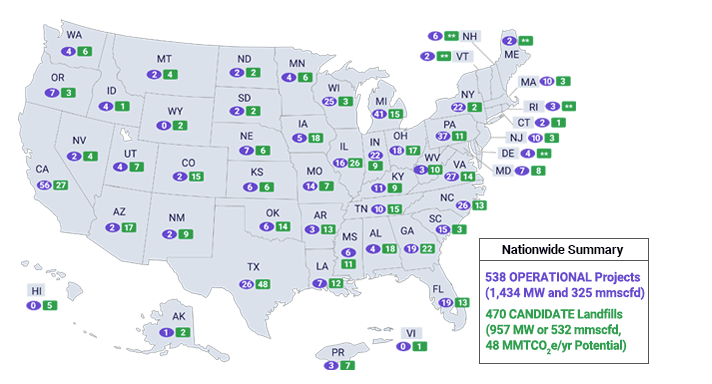 WA
4 6
OR
7 3
CA
56 27
NV
2 4
ID
4 1
MT
2 4
WY
0 2
UT
4 7
AZ
2 17
CO
2 15
NM
2 9
ND
2 2
SD
2 2
NE
7 6
KS
6 6
OK
6 14
TX
26 48
MN
4 6
IA
5 18
MO
14 7
AR
3 13
LA
7 12
WI
25 3
IL
16 26
MI
41 15
IN
22
9
OH
18 17
KY
11 9
TN 10 15
MS
6
11
AL
4 18
GA
19 22
FL
19 13
SC
15 3
NC
26 13
VA
27 14
WV
3 10
PA
37 11
NY
22 2
6 ** NH
2 ** VT
2 **
ME
MA 10 3
RI 3 **
CT 2 1
NJ 10 3
DE 4 **
MD 7 8
HI
0 5
AK
1 2
PR
3 7
VI
0 1
Nationwide Summary
538 OPERATIONAL Projects
(1,434 MW and 325 mmscfd)
470 CANDIDATE Landfills
(957 MW or 532 mmscfd,
48 MMTCO2e/yr Potential)